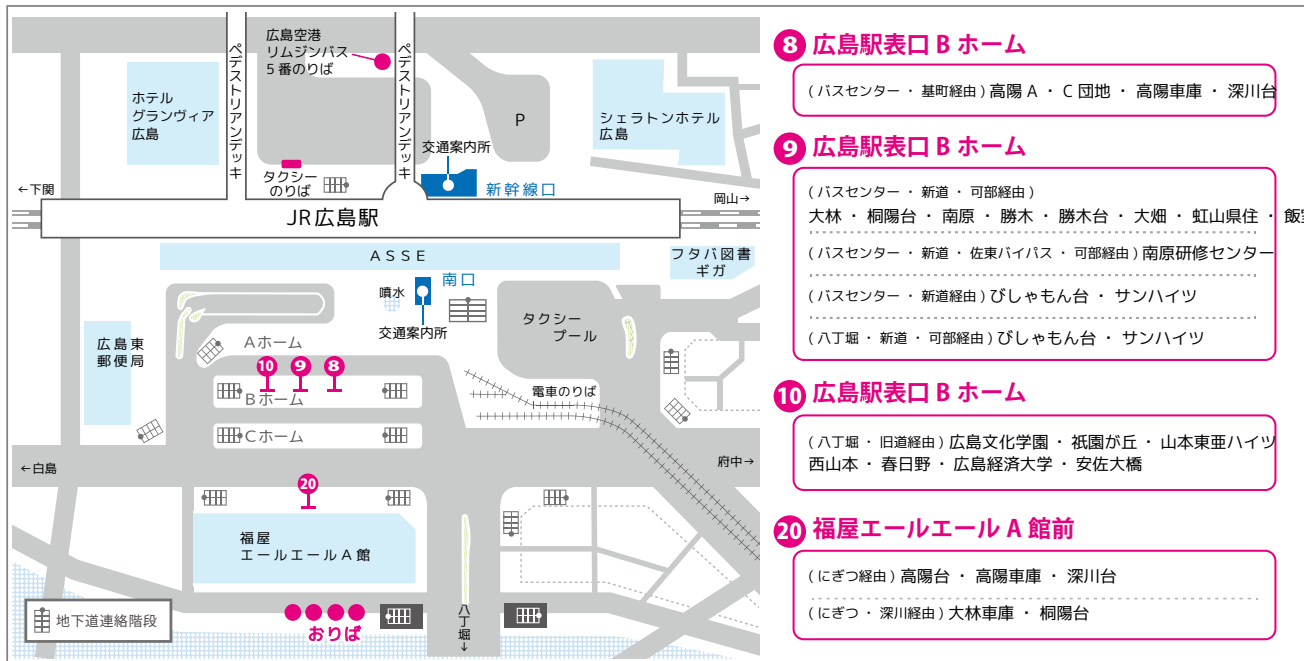 広島空港
リムジンバス
5番のりば
ペデストリアンデッキ
ペデストリアンデッキ
ホテル
グランヴィア
広島
P
シェラトンホテル
広島
交通案内所
タクシー
のりば
新幹線口
←下関
岡山→
JR広島駅
ASSE
フタバ図書
ギガ
南口
噴水
交通案内所
タクシー
プール
広島東
郵便局
Aホーム
10
9
8
Bホーム
電車のりば
Cホーム
←白島
府中→
20
福屋
エールエールA館
地下道連絡階段
おりば
八丁堀→
8 広島駅表口 B ホーム
(バスセンター・基町経由)高陽 A ・ C 団地 ・ 高陽車庫 ・ 深川台
9 広島駅表口 B ホーム
(バスセンター・新道・可部経由)
大林 ・ 桐陽台 ・ 南原 ・ 勝木 ・ 勝木台 ・ 大畑 ・ 虹山県住 ・ 飯
(バスセンター・新道・佐東バイパス・可部経由)南原研修センター
(バスセンター・新道経由)びしゃもん台 ・ サンハイツ
(八丁堀・新道・可部経由)びしゃもん台 ・ サンハイツ
10 広島駅表口 B ホーム
(八丁堀・旧道経由)広島文化学園 ・ 祇園が丘 ・ 山本東亜ハイツ
西山本 ・ 春日野 ・ 広島経済大学 ・ 安佐大橋
20 福屋エールエール A 館前
(にぎつ経由)高陽台 ・ 高陽車庫 ・ 深川台
(にぎつ・深川経由)大林車庫 ・ 桐陽台